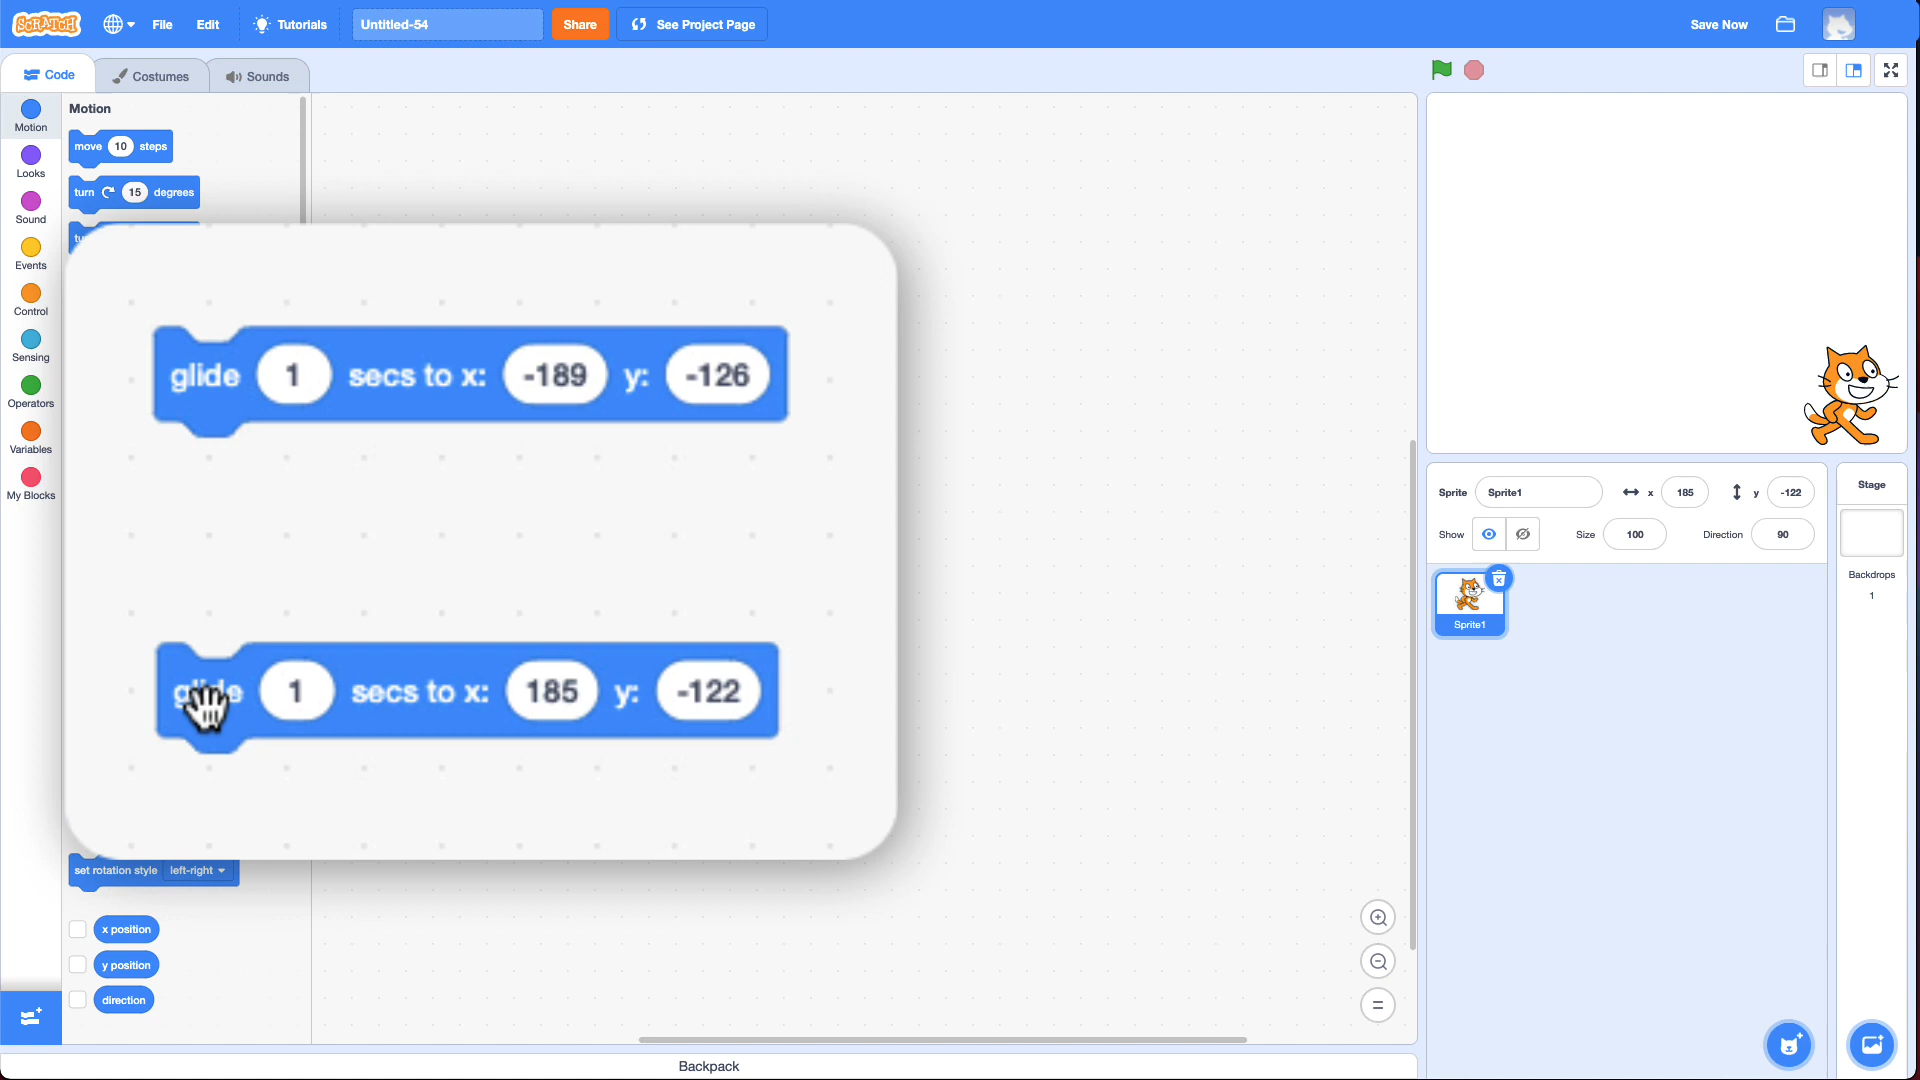 SCRATCH
File
Edit
Tutorials
Untitled-54
Share
See Project Page
Save Now
Code
Costumes
Sounds
Motion
Looks
Sound
Events
Control
Sensing
Operators
Variables
My Blocks
Motion
move 10 steps
turn 15 degrees
glide 1 secs to x: -189 y: -126
glide 1 secs to x: 185 y: -122
set rotation style left-right
x position
y position
direction
Backpack
Sprite Sprite1 x 185 y -122
Show Size 100 Direction 90
Sprite1
Stage
Backdrops
1